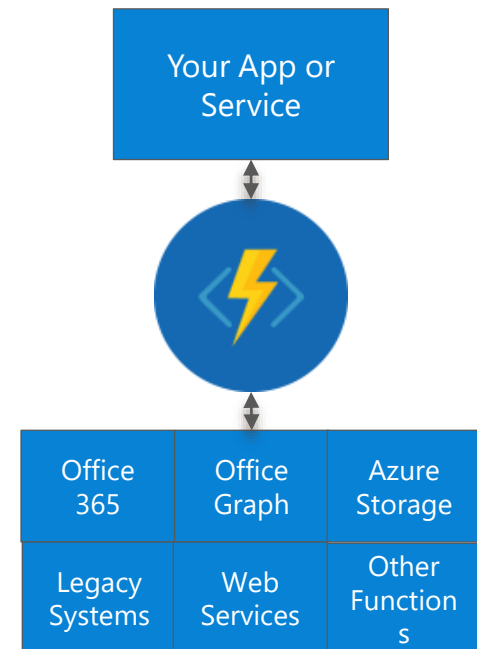 Your App or
Service
Office
365
Office
Graph
Azure
Storage
Legacy
Systems
Web
Services
Other
Function
s